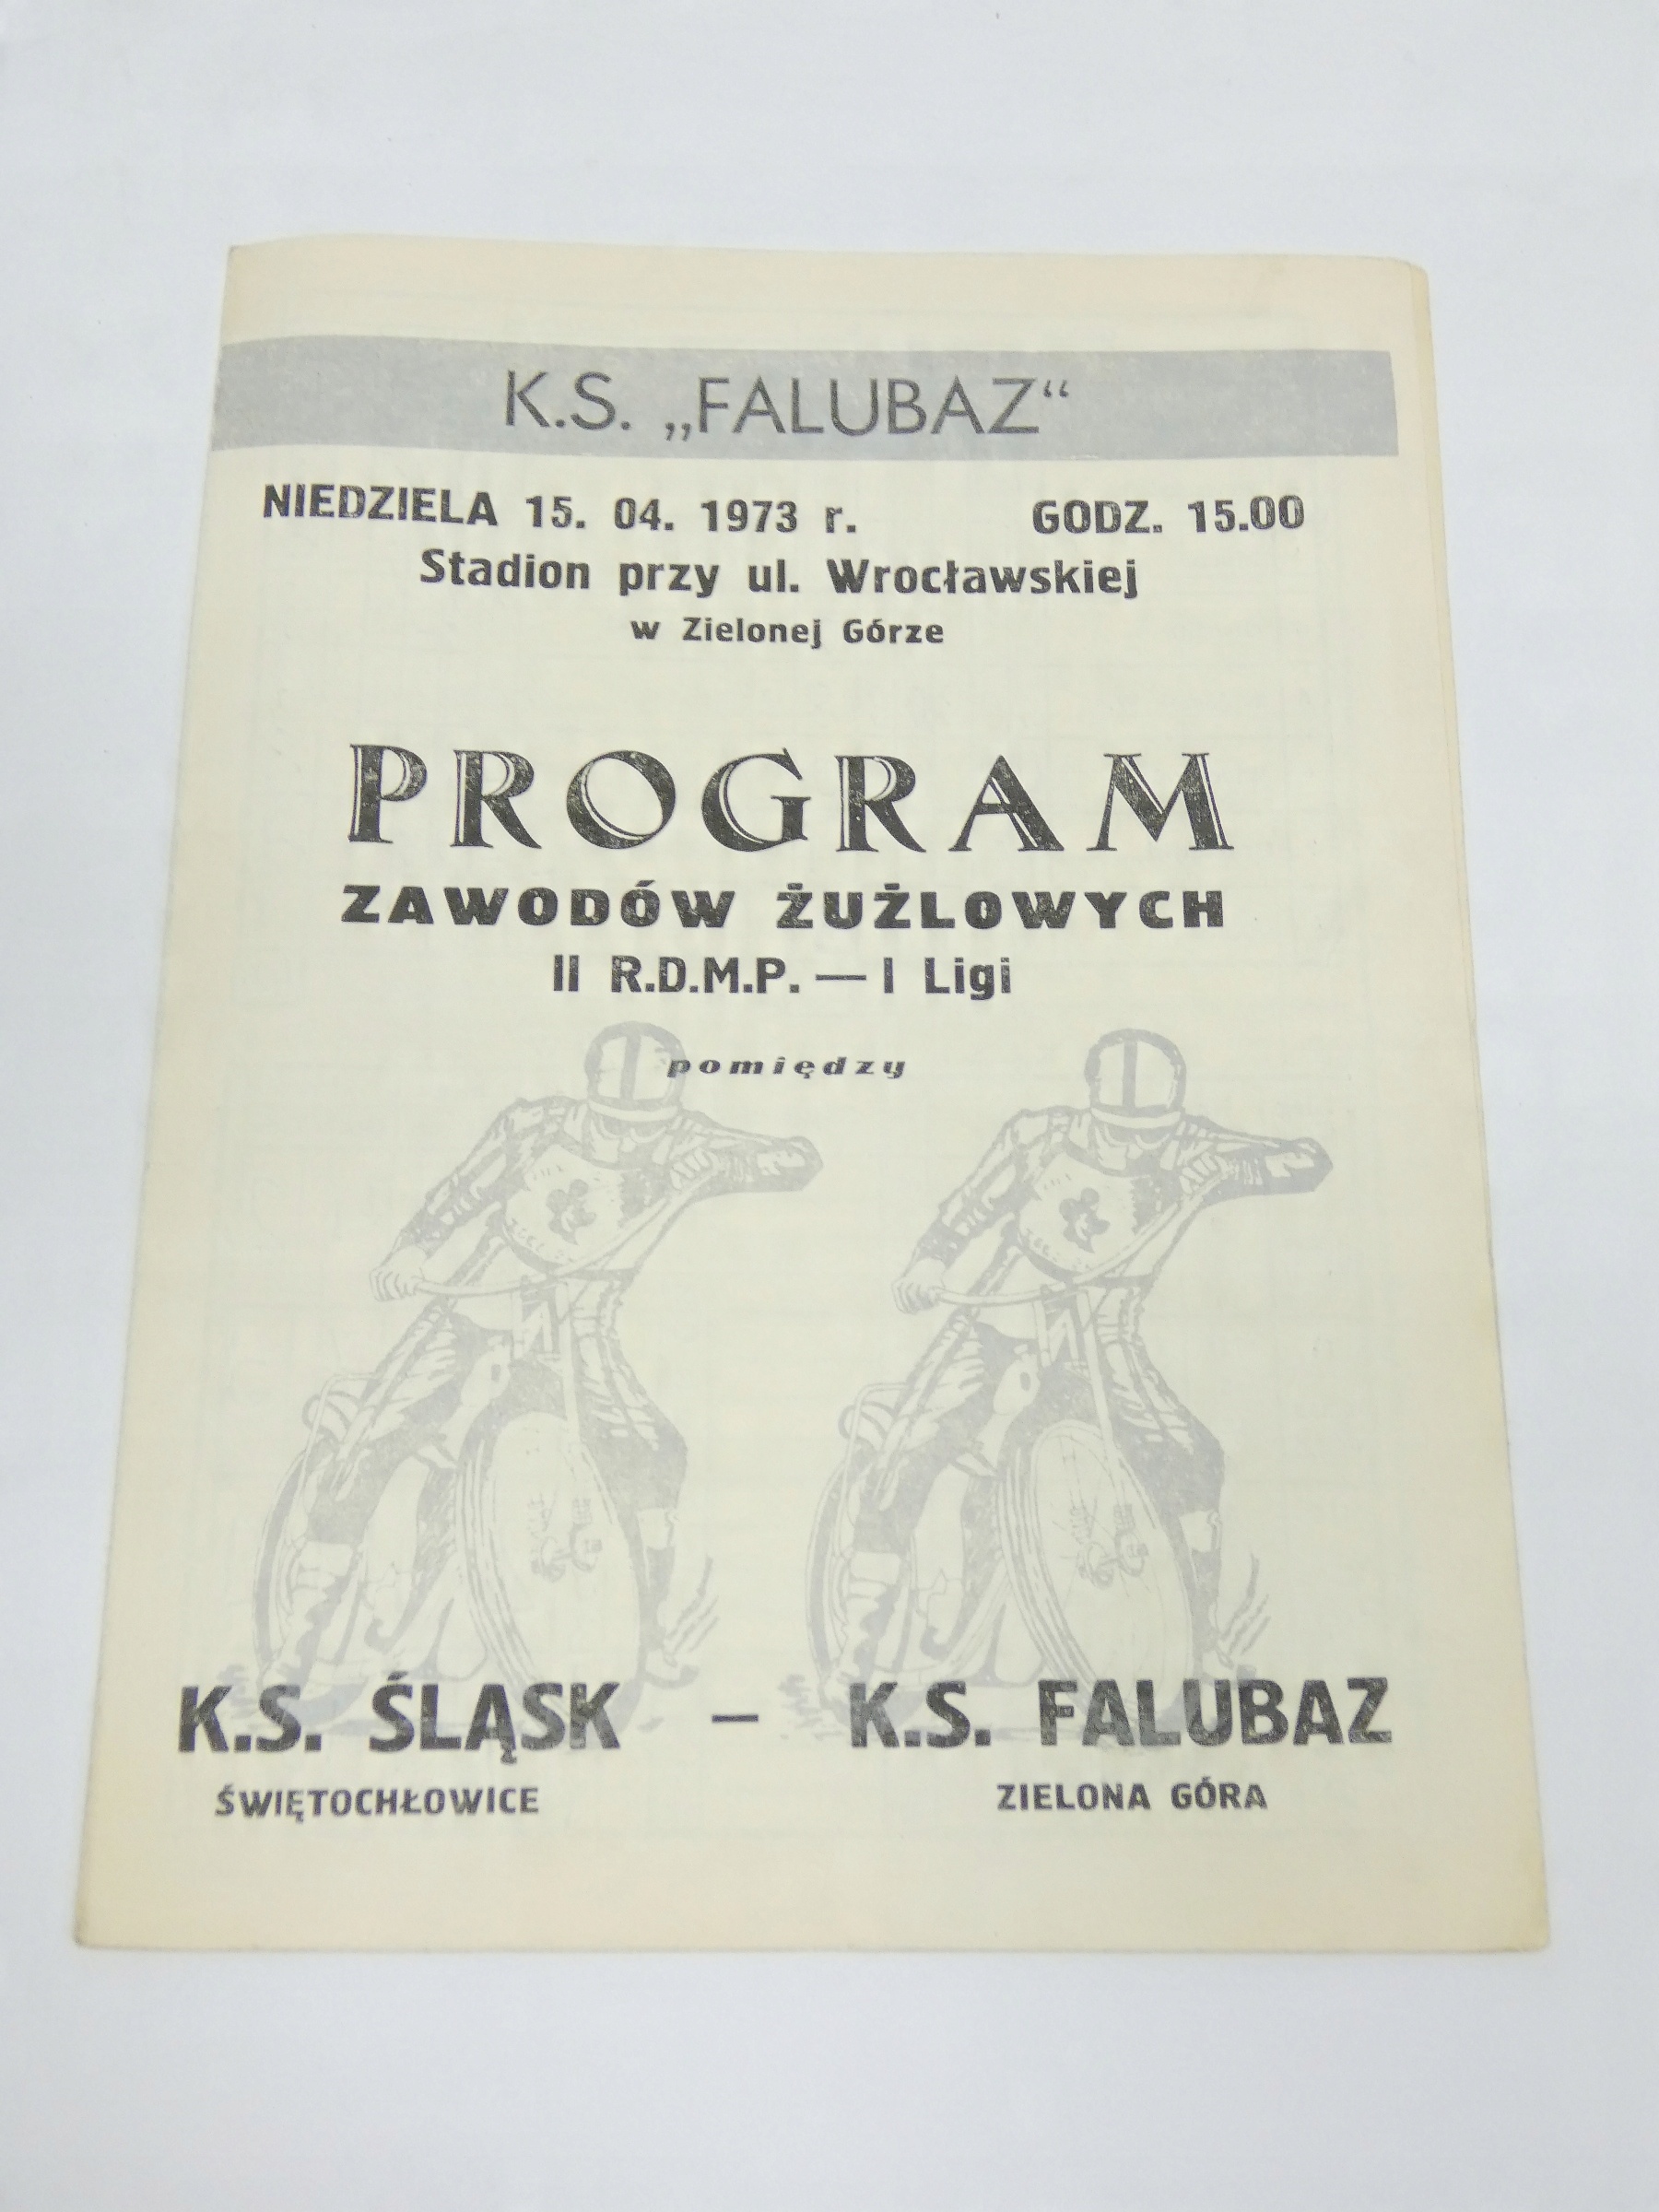 K.S. „FALUBAZ“
NIEDZIELA 15. 04. 1973 r. GODZ. 15.00
Stadion przy ul. Wrocławskiej
w Zielonej Górze
PROGRAM
ZAWODÓW ŻUŻLOWYCH
II R.D.M.P. — I Ligi
pomiędzy
K.S. ŚLĄSK – K.S. FALUBAZ
ŚWIĘTOCHŁOWICE ZIELONA GÓRA